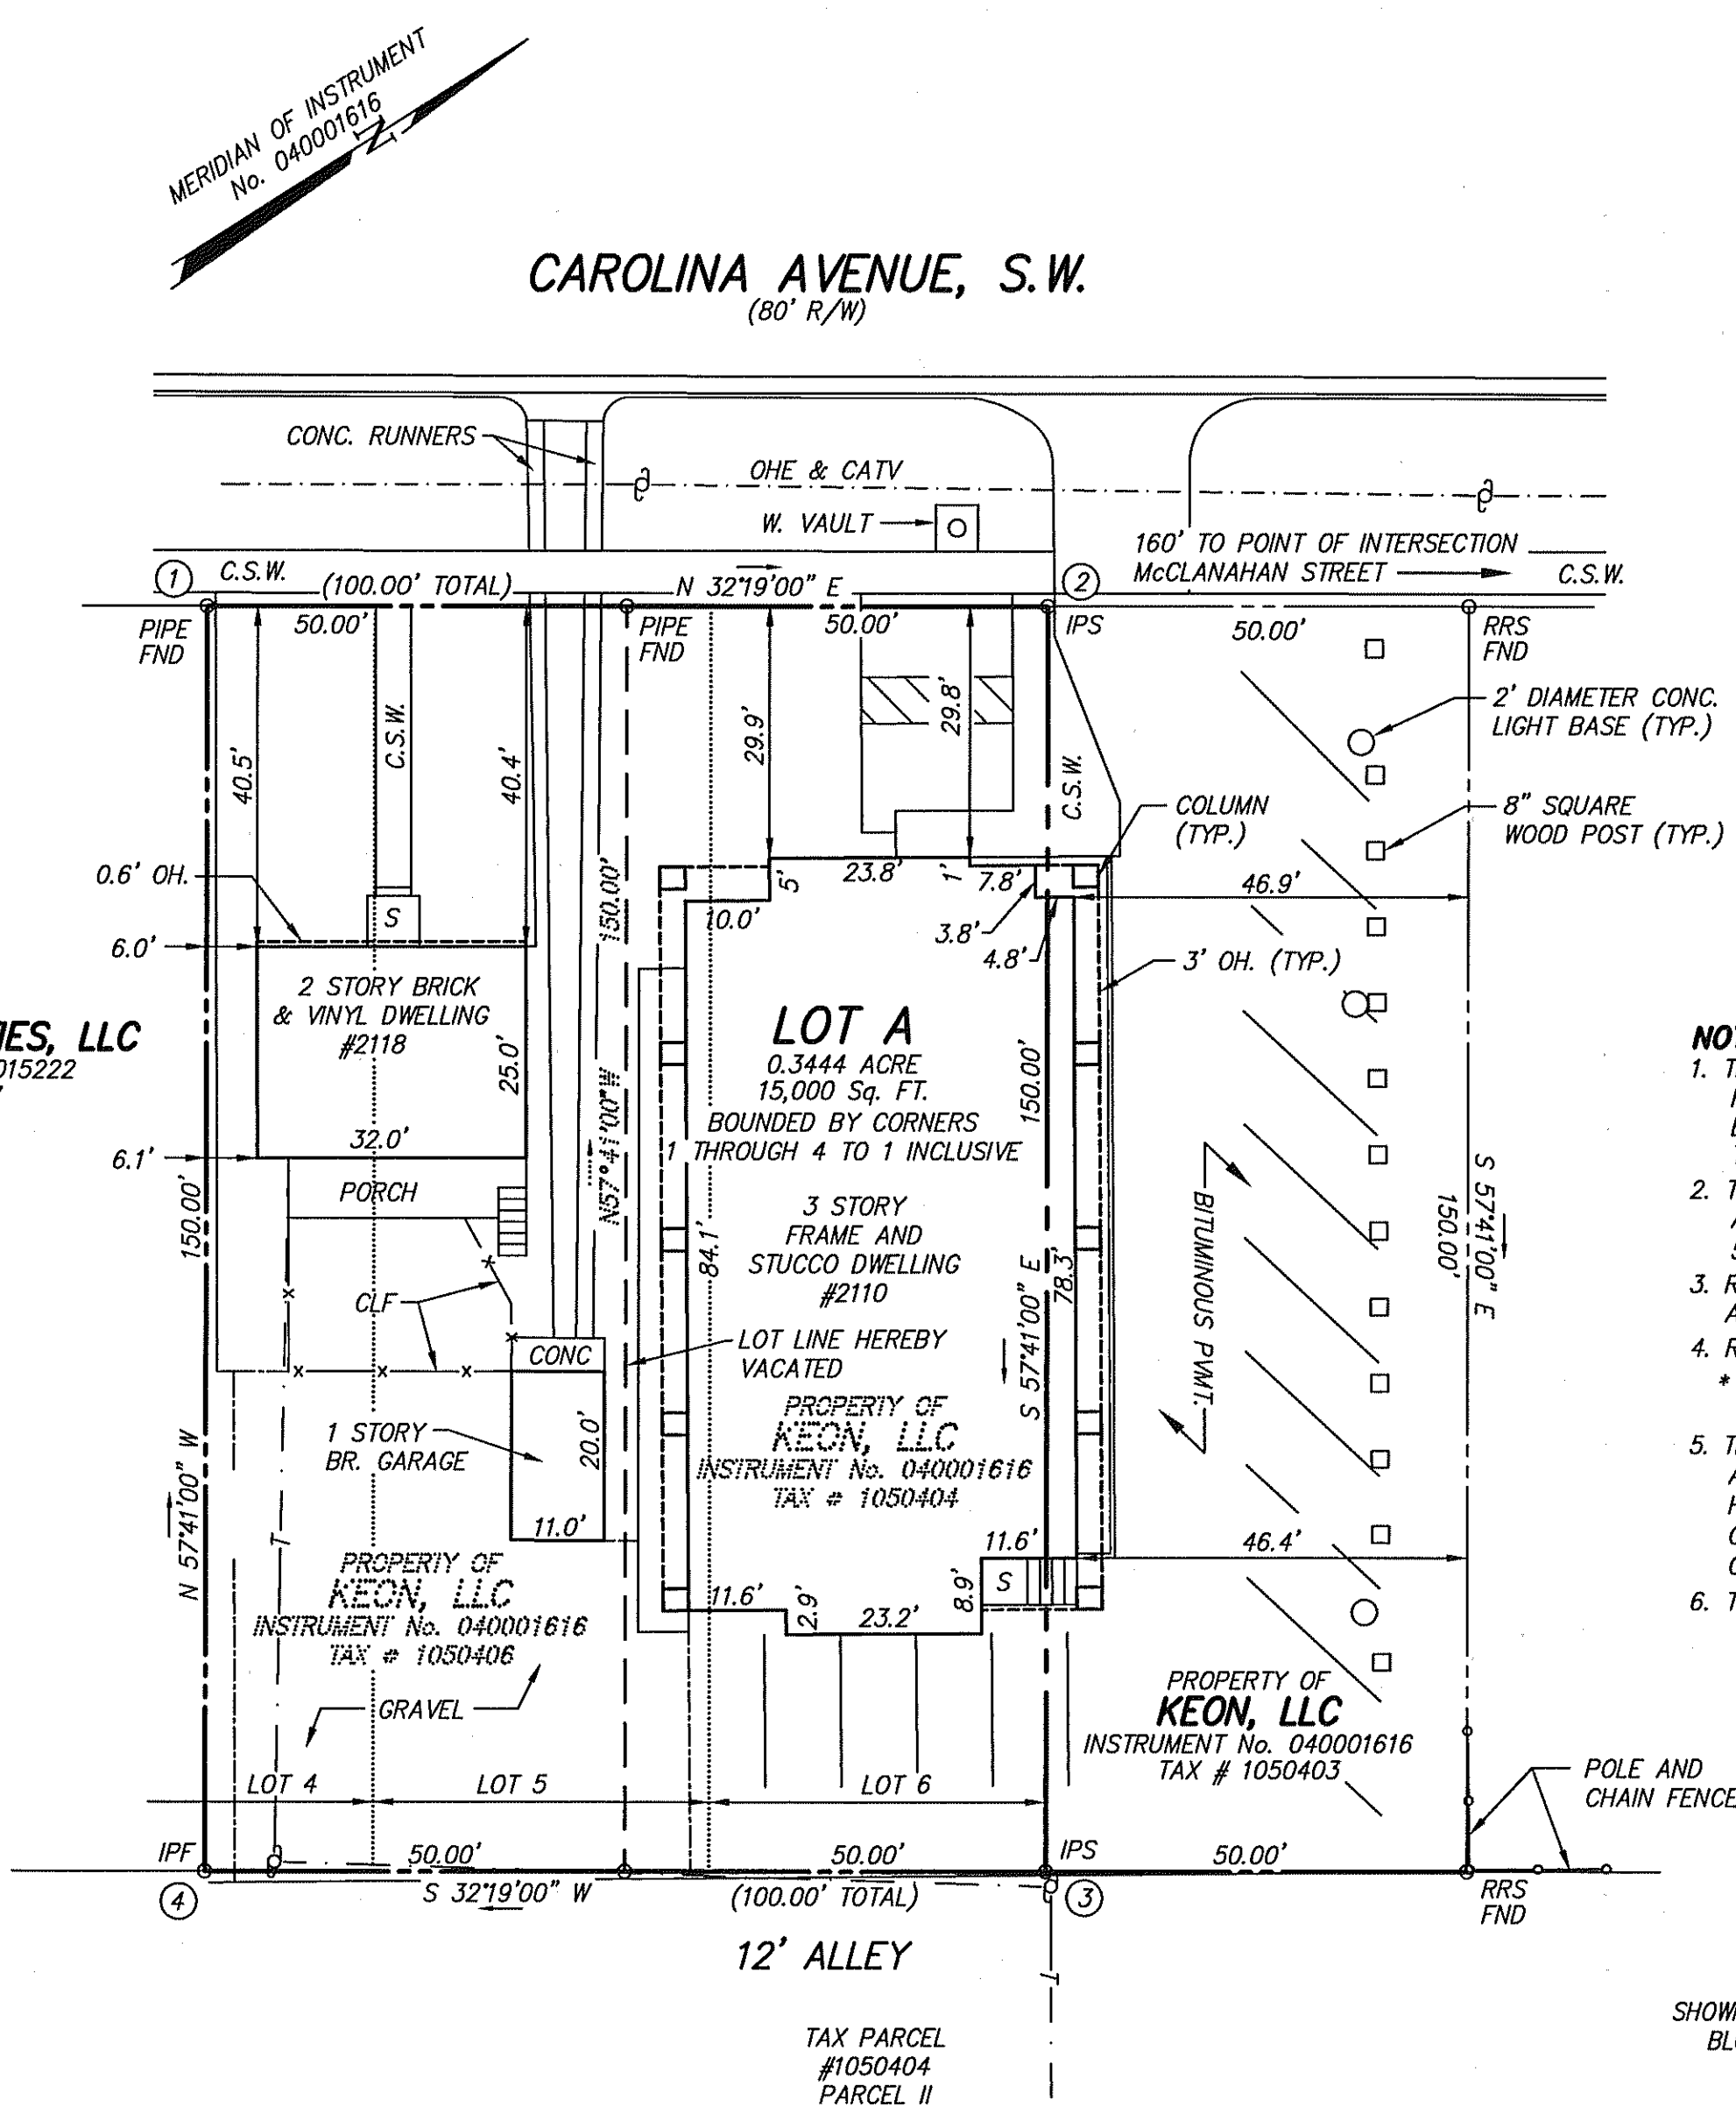 MERIDIAN OF INSTRUMENT
No. 040001616
N
CAROLINA AVENUE, S.W.
(80' R/W)
CONC. RUNNERS
OHE & CATV
W. VAULT
160' TO POINT OF INTERSECTION
McCLANAHAN STREET
C.S.W.
1
C.S.W.
(100.00' TOTAL)
N 32°19'00" E
2
PIPE
FND
50.00'
PIPE
FND
50.00'
IPS
50.00'
RRS
FND
2' DIAMETER CONC.
LIGHT BASE (TYP.)
8" SQUARE
WOOD POST (TYP.)
COLUMN
(TYP.)
40.5'
C.S.W.
40.4'
29.9'
29.8'
C.S.W.
0.6' OH.
S
6.0'
150.00'
5'
23.8'
1'
7.8'
10.0'
3.8'
4.8'
46.9'
3' OH. (TYP.)
2 STORY BRICK
& VINYL DWELLING
#2118
25.0'
32.0'
6.1'
IES, LLC
015222
LOT A
0.3444 ACRE
15,000 Sq. FT.
BOUNDED BY CORNERS
1 THROUGH 4 TO 1 INCLUSIVE
150.00'
N57°41'00"W
PORCH
150.00'
CLF
84.1'
3 STORY
FRAME AND
STUCCO DWELLING
#2110
78.3'
S 57°41'00" E
BITUMINOUS PVMT.
S 57°41'00" E
150.00'
LOT LINE HEREBY
VACATED
CONC
1 STORY
BR. GARAGE
20.0'
11.0'
N 57°41'00" W
T
PROPERTY OF
KEON, LLC
INSTRUMENT No. 040001616
TAX # 1050404
PROPERTY OF
KEON, LLC
INSTRUMENT No. 040001616
TAX # 1050406
11.6'
2.9'
23.2'
8.9'
11.6'
S
46.4'
GRAVEL
PROPERTY OF
KEON, LLC
INSTRUMENT No. 040001616
TAX # 1050403
POLE AND
CHAIN FENCE
LOT 4
LOT 5
LOT 6
IPF
50.00'
50.00'
IPS
50.00'
4
S 32°19'00" W
(100.00' TOTAL)
3
RRS
FND
12' ALLEY
T
TAX PARCEL
#1050404
PARCEL II
NO
1. T
2. T
3. R
A
4. R
*
5. T
A
6. T
SHOW
BL